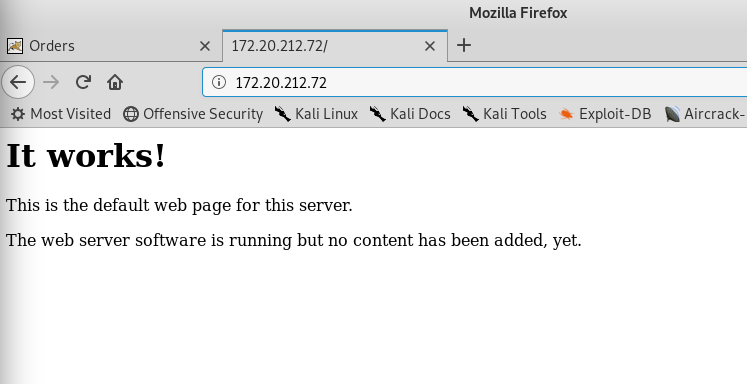 Mozilla Firefox
Orders
172.20.212.72/
172.20.212.72
Most Visited Offensive Security Kali Linux Kali Docs Kali Tools Exploit-DB Aircrack-
It works!
This is the default web page for this server.
The web server software is running but no content has been added, yet.